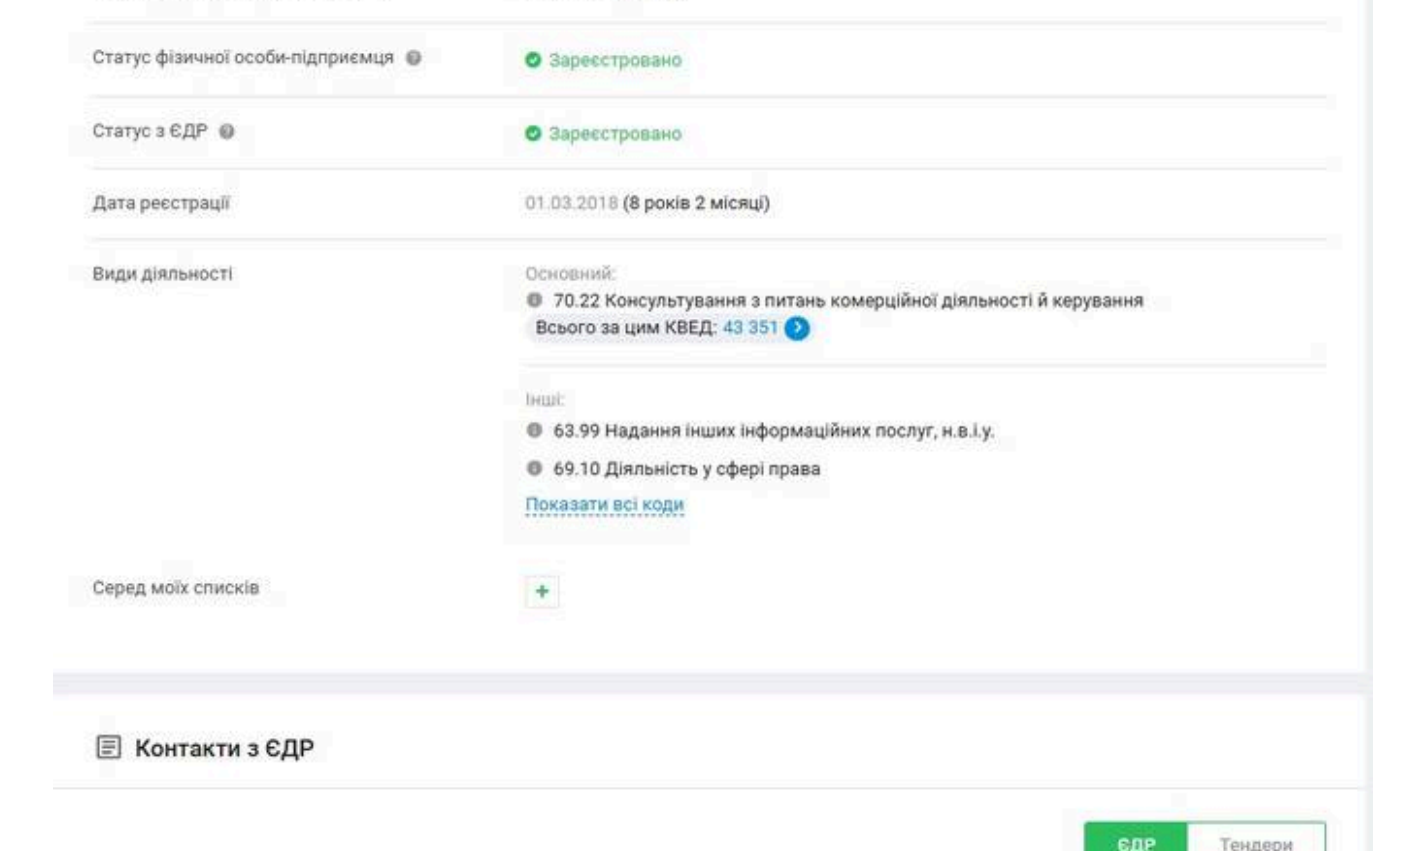 Статус фізичної особи-підприємця
Зареєстровано
Статус з ЄДР
Зареєстровано
Дата реєстрації
01.03.2018 (8 років 2 місяці)
Види діяльності
Основний:
70.22 Консультування з питань комерційної діяльності й керування
Всього за цим КВЕД: 43 351
Інші:
63.99 Надання інших інформаційних послуг, н.в.і.у.
69.10 Діяльність у сфері права
Показати всі коди
Серед моїх списків
+
Контакти з ЄДР
ЄДР
Тендери